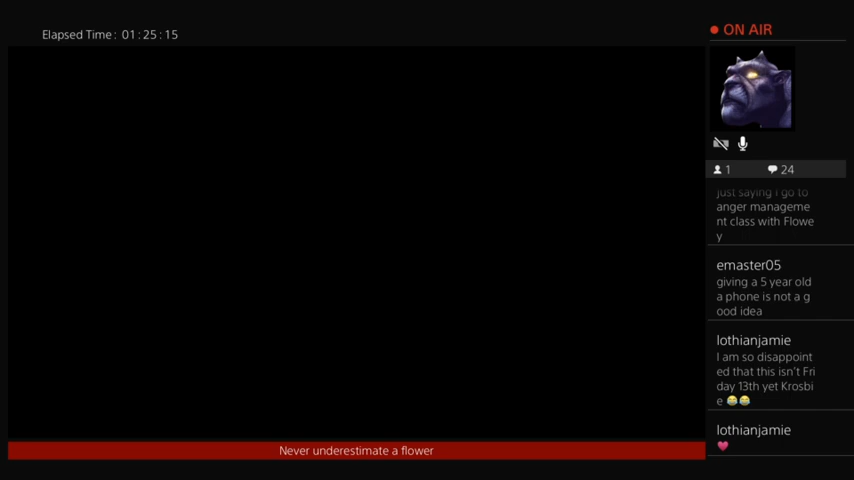 Elapsed Time: 01:25:15
ON AIR
1 24
just saying i go to
anger manageme
nt class with Flowe
y
emaster05
giving a 5 year old
a phone is not a g
ood idea
lothianjamie
I am so disappoint
ed that this isn't Fri
day 13th yet Krosbi
e 😂😂
lothianjamie
💗
Never underestimate a flower